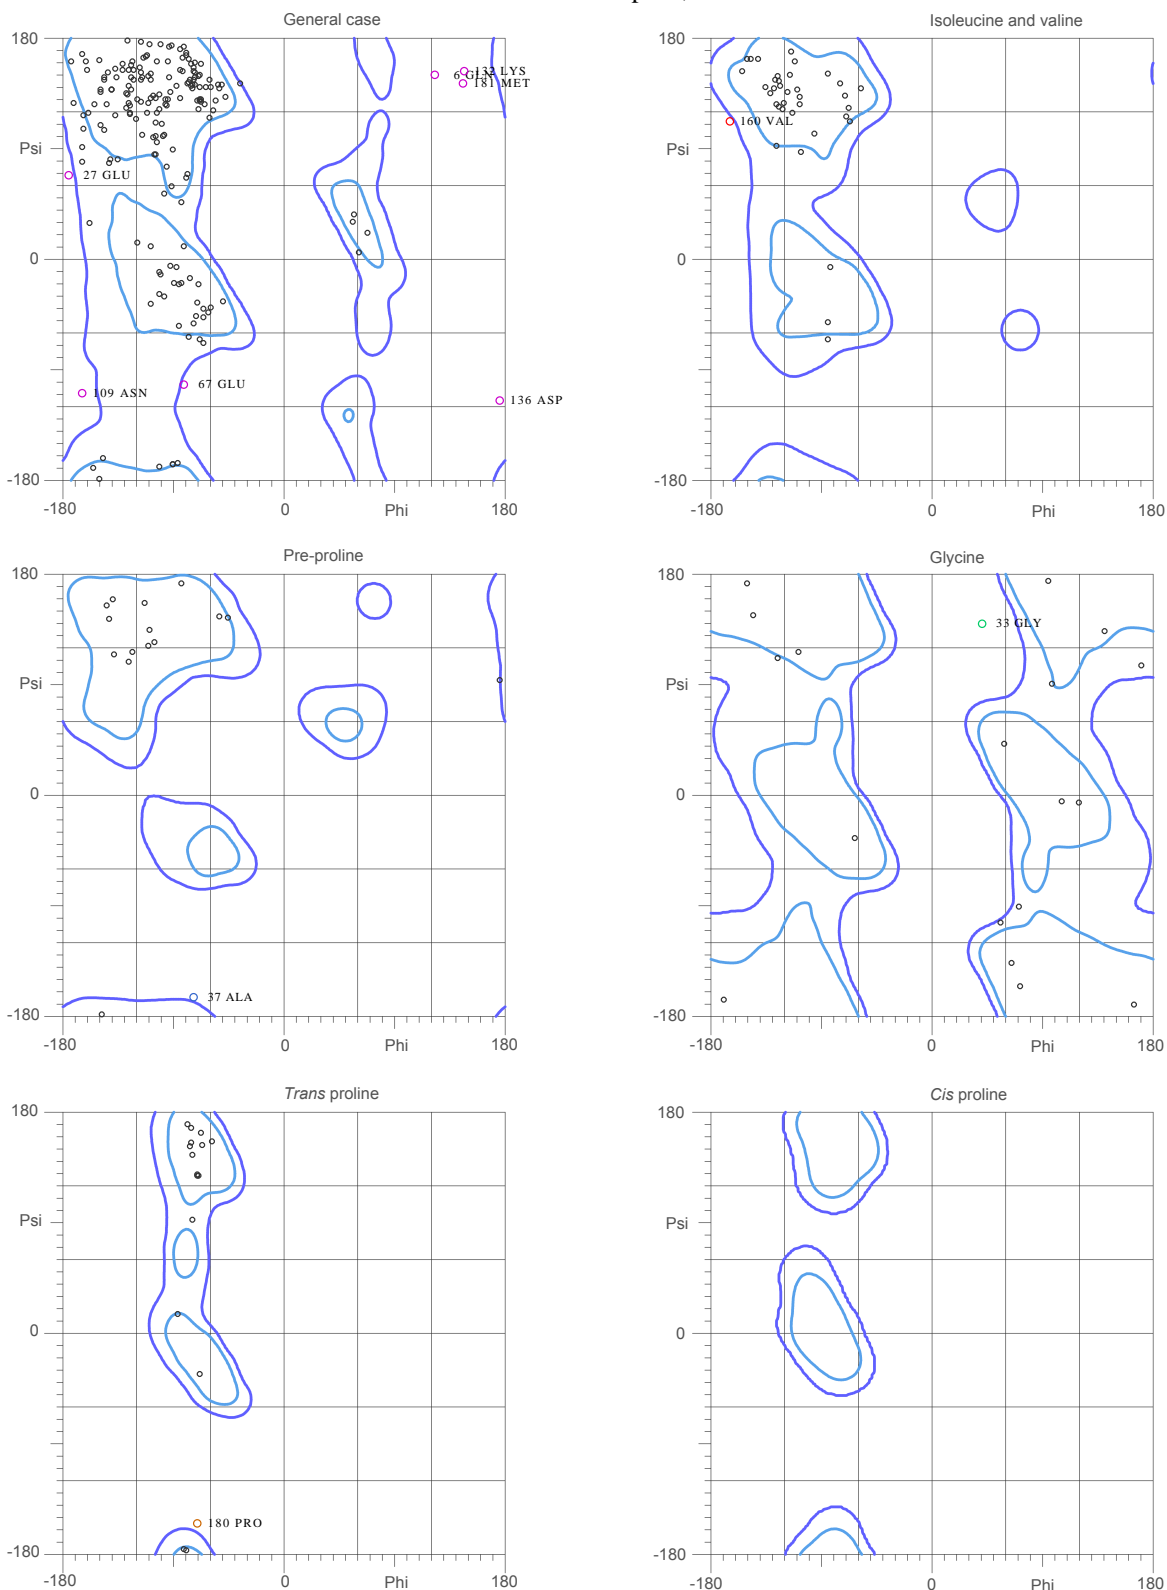 General case
180
Psi
0
-180
-180
0
Phi
180
132 LYS
181 MET
27 GLU
109 ASN
67 GLU
136 ASP
Isoleucine and valine
180
Psi
0
-180
-180
0
Phi
180
160 VAL
Pre-proline
180
Psi
0
-180
-180
0
Phi
180
37 ALA
Glycine
180
Psi
0
-180
-180
0
Phi
180
33 GLY
Trans proline
180
Psi
0
-180
-180
0
Phi
180
180 PRO
Cis proline
180
Psi
0
-180
-180
0
Phi
180